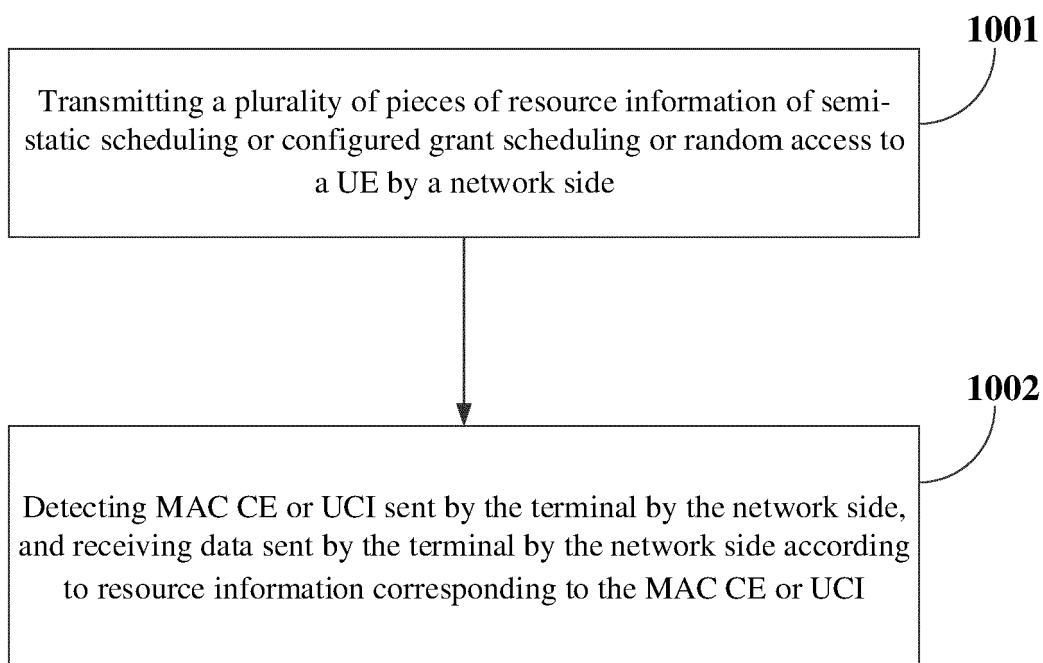 1001
Transmitting a plurality of pieces of resource information of semi-
static scheduling or configured grant scheduling or random access to
a UE by a network side
1002
Detecting MAC CE or UCI sent by the terminal by the network side,
and receiving data sent by the terminal by the network side according
to resource information corresponding to the MAC CE or UCI